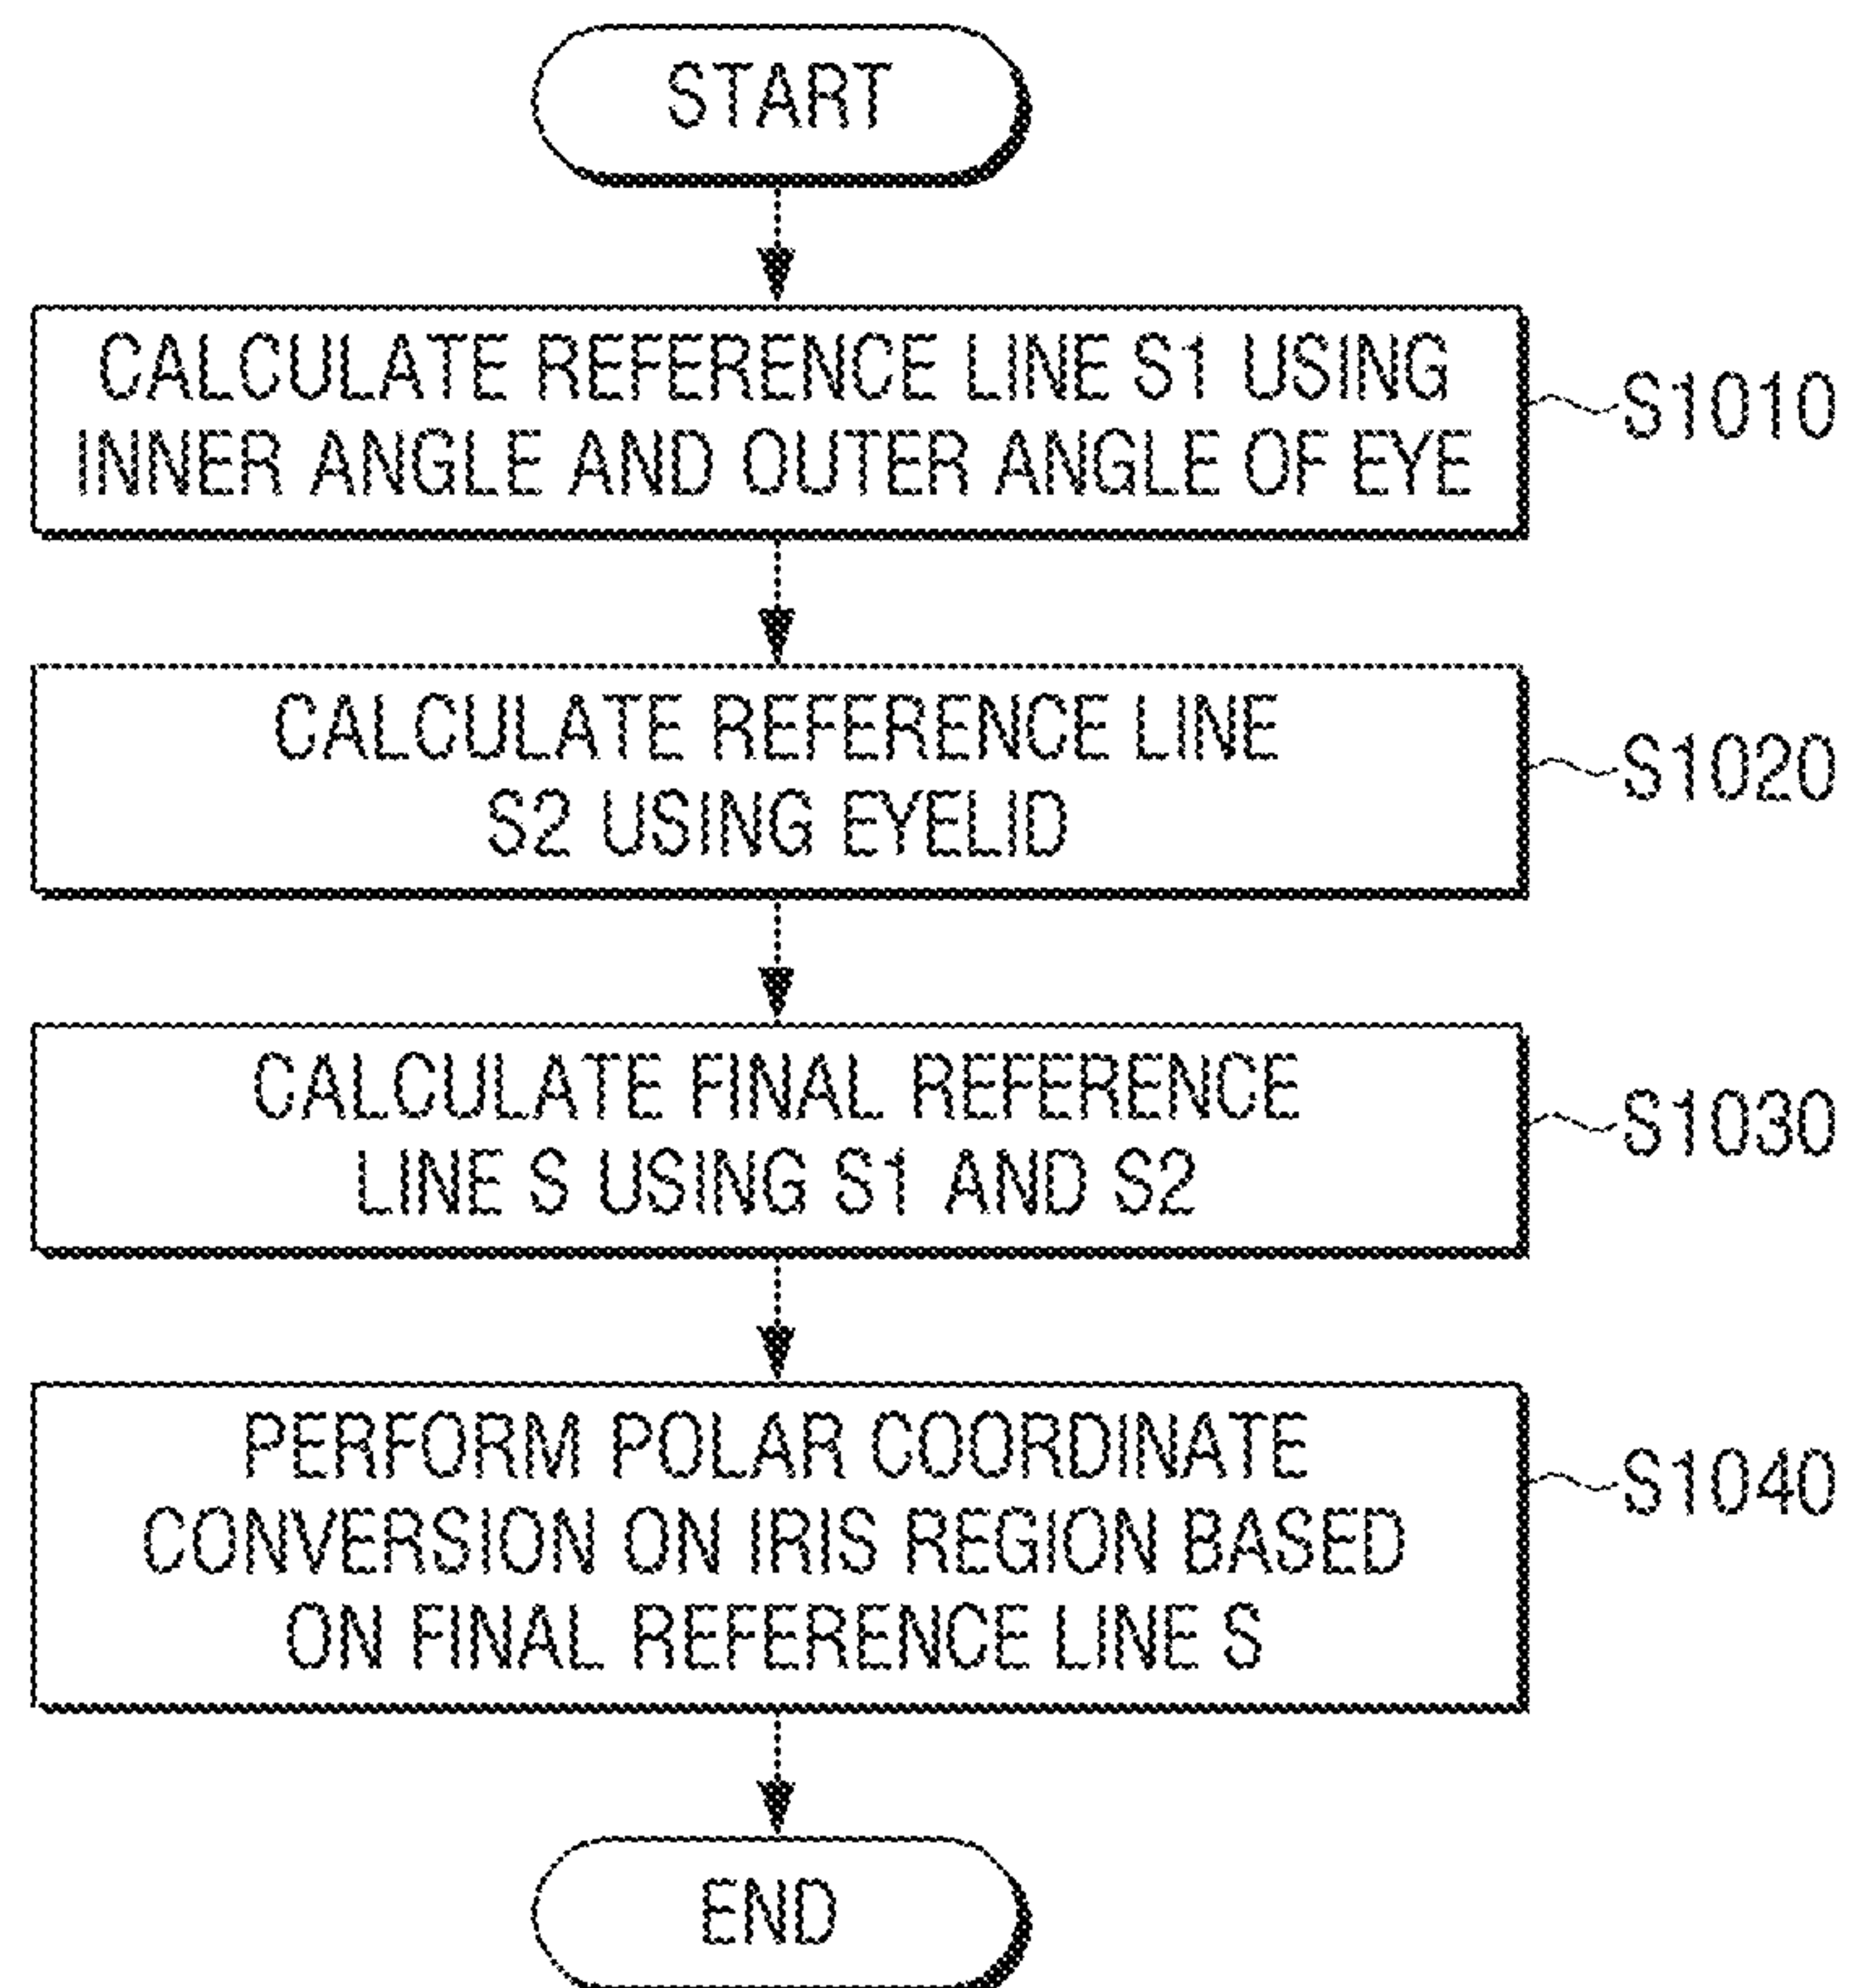 START
CALCULATE REFERENCE LINE S1 USING
INNER ANGLE AND OUTER ANGLE OF EYE
S1010
CALCULATE REFERENCE LINE
S2 USING EYELID
S1020
CALCULATE FINAL REFERENCE
LINE S USING S1 AND S2
S1030
PERFORM POLAR COORDINATE
CONVERSION ON IRIS REGION BASED
ON FINAL REFERENCE LINE S
S1040
END